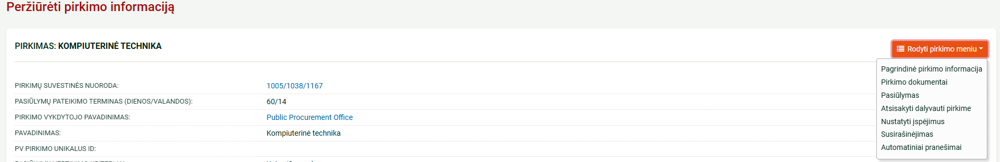 Peržiūrėti pirkimo informaciją
PIRKIMAS: KOMPIUTERINĖ TECHNIKA
Rodyti pirkimo meniu
Pagrindinė pirkimo informacija
Pirkimo dokumentai
Pasiūlymas
Atsisakyti dalyvauti pirkime
Nustatyti įspėjimus
Susirašinėjimas
Automatiniai pranešimai
PIRKIMŲ SUVESTINĖS NUORODA: 1005/1038/1167
PASIŪLYMŲ PATEIKIMO TERMINAS (DIENOS/VALANDOS): 60/14
PIRKIMO VYKDYTOJO PAVADINIMAS: Public Procurement Office
PAVADINIMAS: Kompiuterinė technika
PV PIRKIMO UNIKALUS ID: